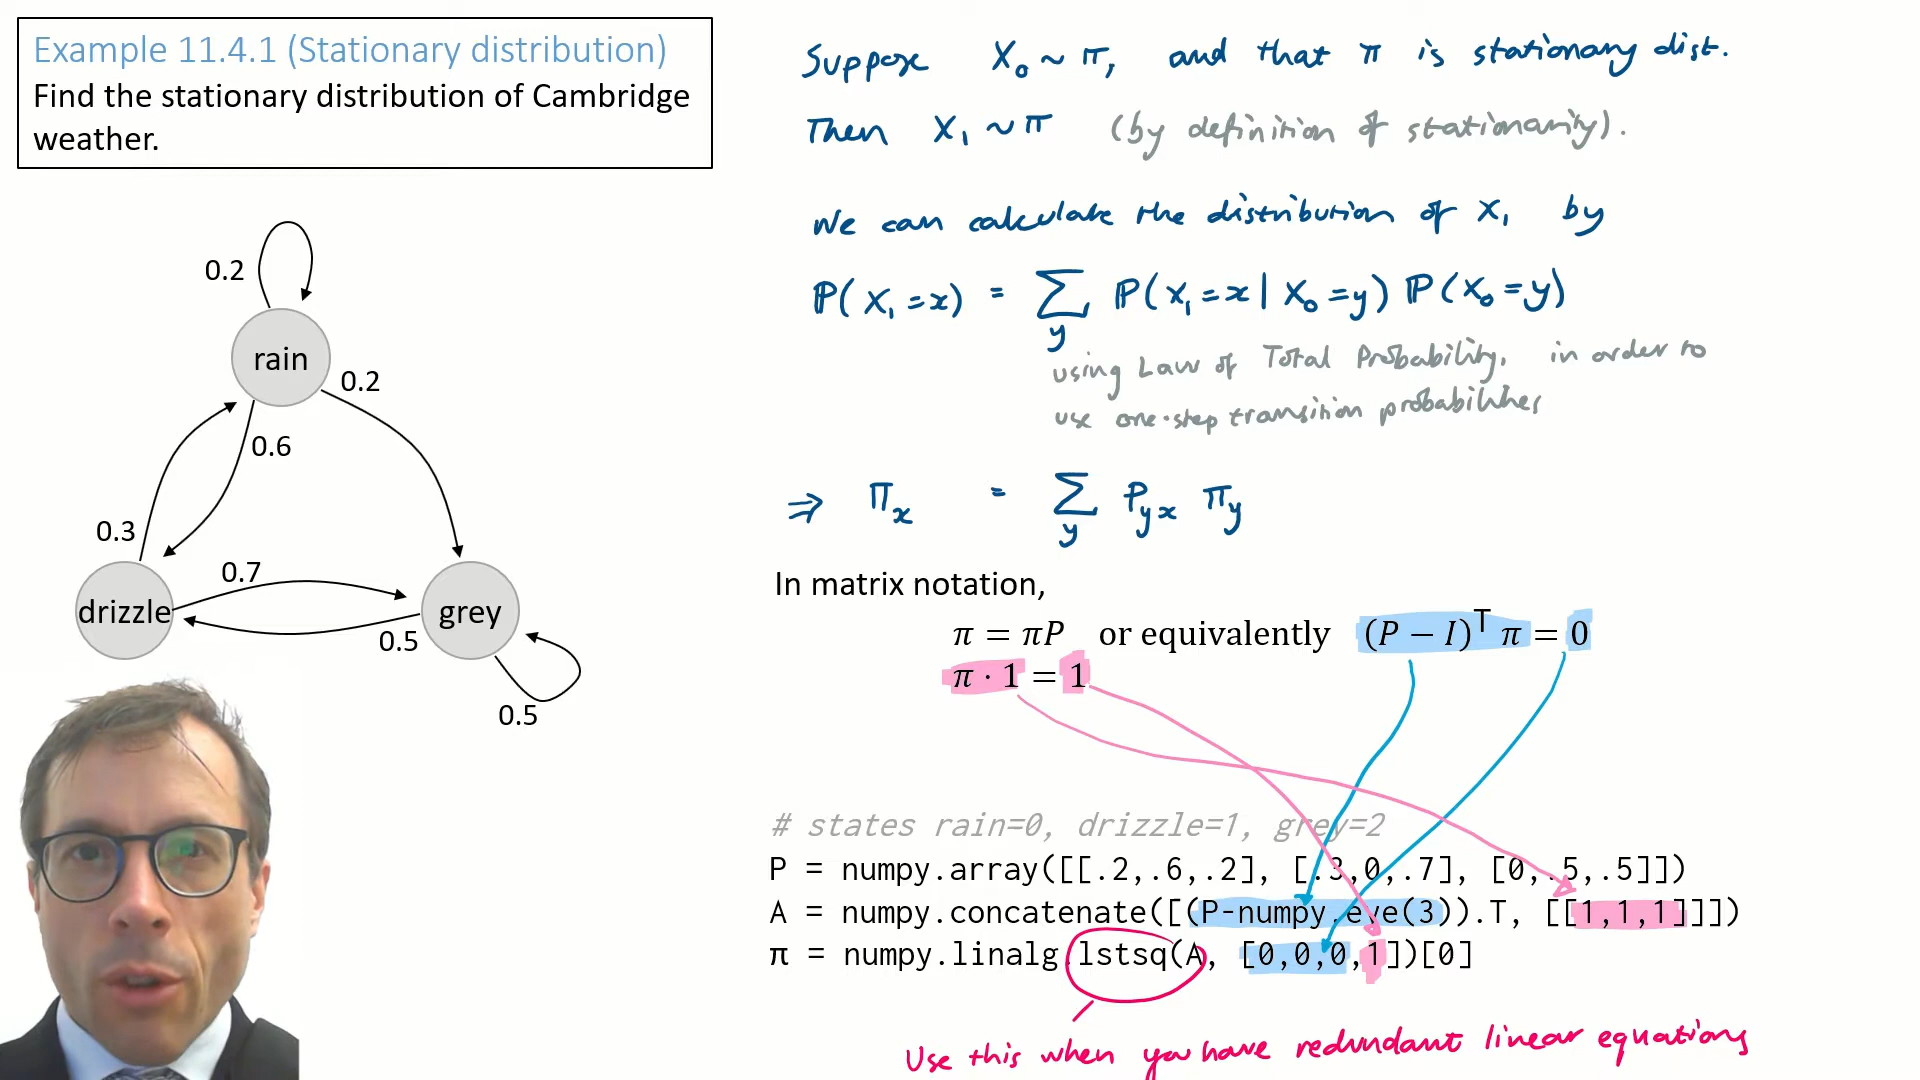 Example 11.4.1 (Stationary distribution)
Find the stationary distribution of Cambridge
weather.
0.2
rain
0.2
0.6
0.3
0.7
drizzle
grey
0.5
0.5
Suppose X₀ ~ π, and that π is stationary dist.
Then X₁ ~ π (by definition of stationarity).
We can calculate the distribution of X₁ by
ℙ(X₁=x) = ∑_y ℙ(X₁=x | X₀=y) ℙ(X₀=y)
using Law of Total Probability, in order to
use one-step transition probabilities
⇒ π_x = ∑_y P_yx π_y
In matrix notation,
π = πP or equivalently (P − I)ᵀ π = 0
π · 1 = 1
# states rain=0, drizzle=1, grey=2
P = numpy.array([[.2,.6,.2], [.3,0,.7], [0,.5,.5]])
A = numpy.concatenate([(P-numpy.eye(3)).T, [[1,1,1]]])
π = numpy.linalg.lstsq(A, [0,0,0,1])[0]
Use this when you have redundant linear equations